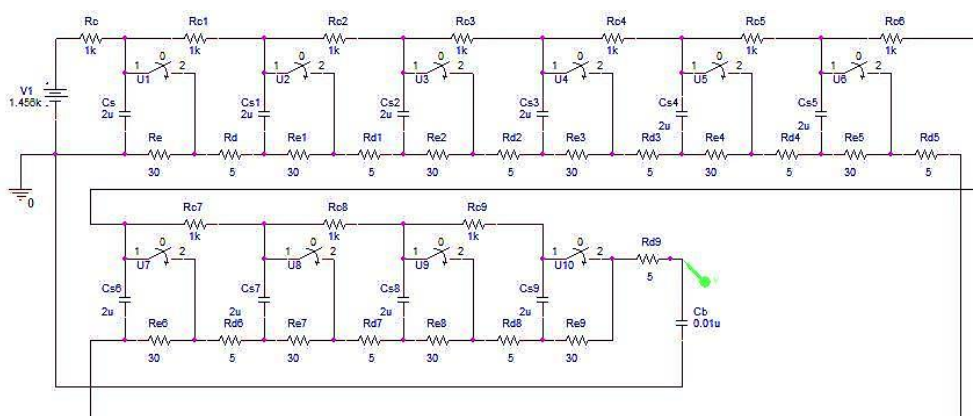 Rc Rc1 Rc2 Rc3 Rc4 Rc5 Rc6
1k 1k 1k 1k 1k 1k 1k
0 0 0 0 0 0
1 2 1 2 1 2 1 2 1 2 1 2
U1 U2 U3 U4 U5 U6
V1
1.456k
Cs Cs1 Cs2 Cs3 Cs4 Cs5
2u 2u 2u 2u 2u 2u
Re Rd Re1 Rd1 Re2 Rd2 Re3 Rd3 Re4 Rd4 Re5 Rd5
30 5 30 5 30 5 30 5 30 5 30 5
0
Rc7 Rc8 Rc9
1k 1k 1k
0 0 0 0
1 2 1 2 1 2 1 2
U7 U8 U9 U10
Rd9
5
Cs6 Cs7 Cs8 Cs9
2u 2u 2u 2u
Cb
0.01u
Re6 Rd6 Re7 Rd7 Re8 Rd8 Re9
30 5 30 5 30 5 30